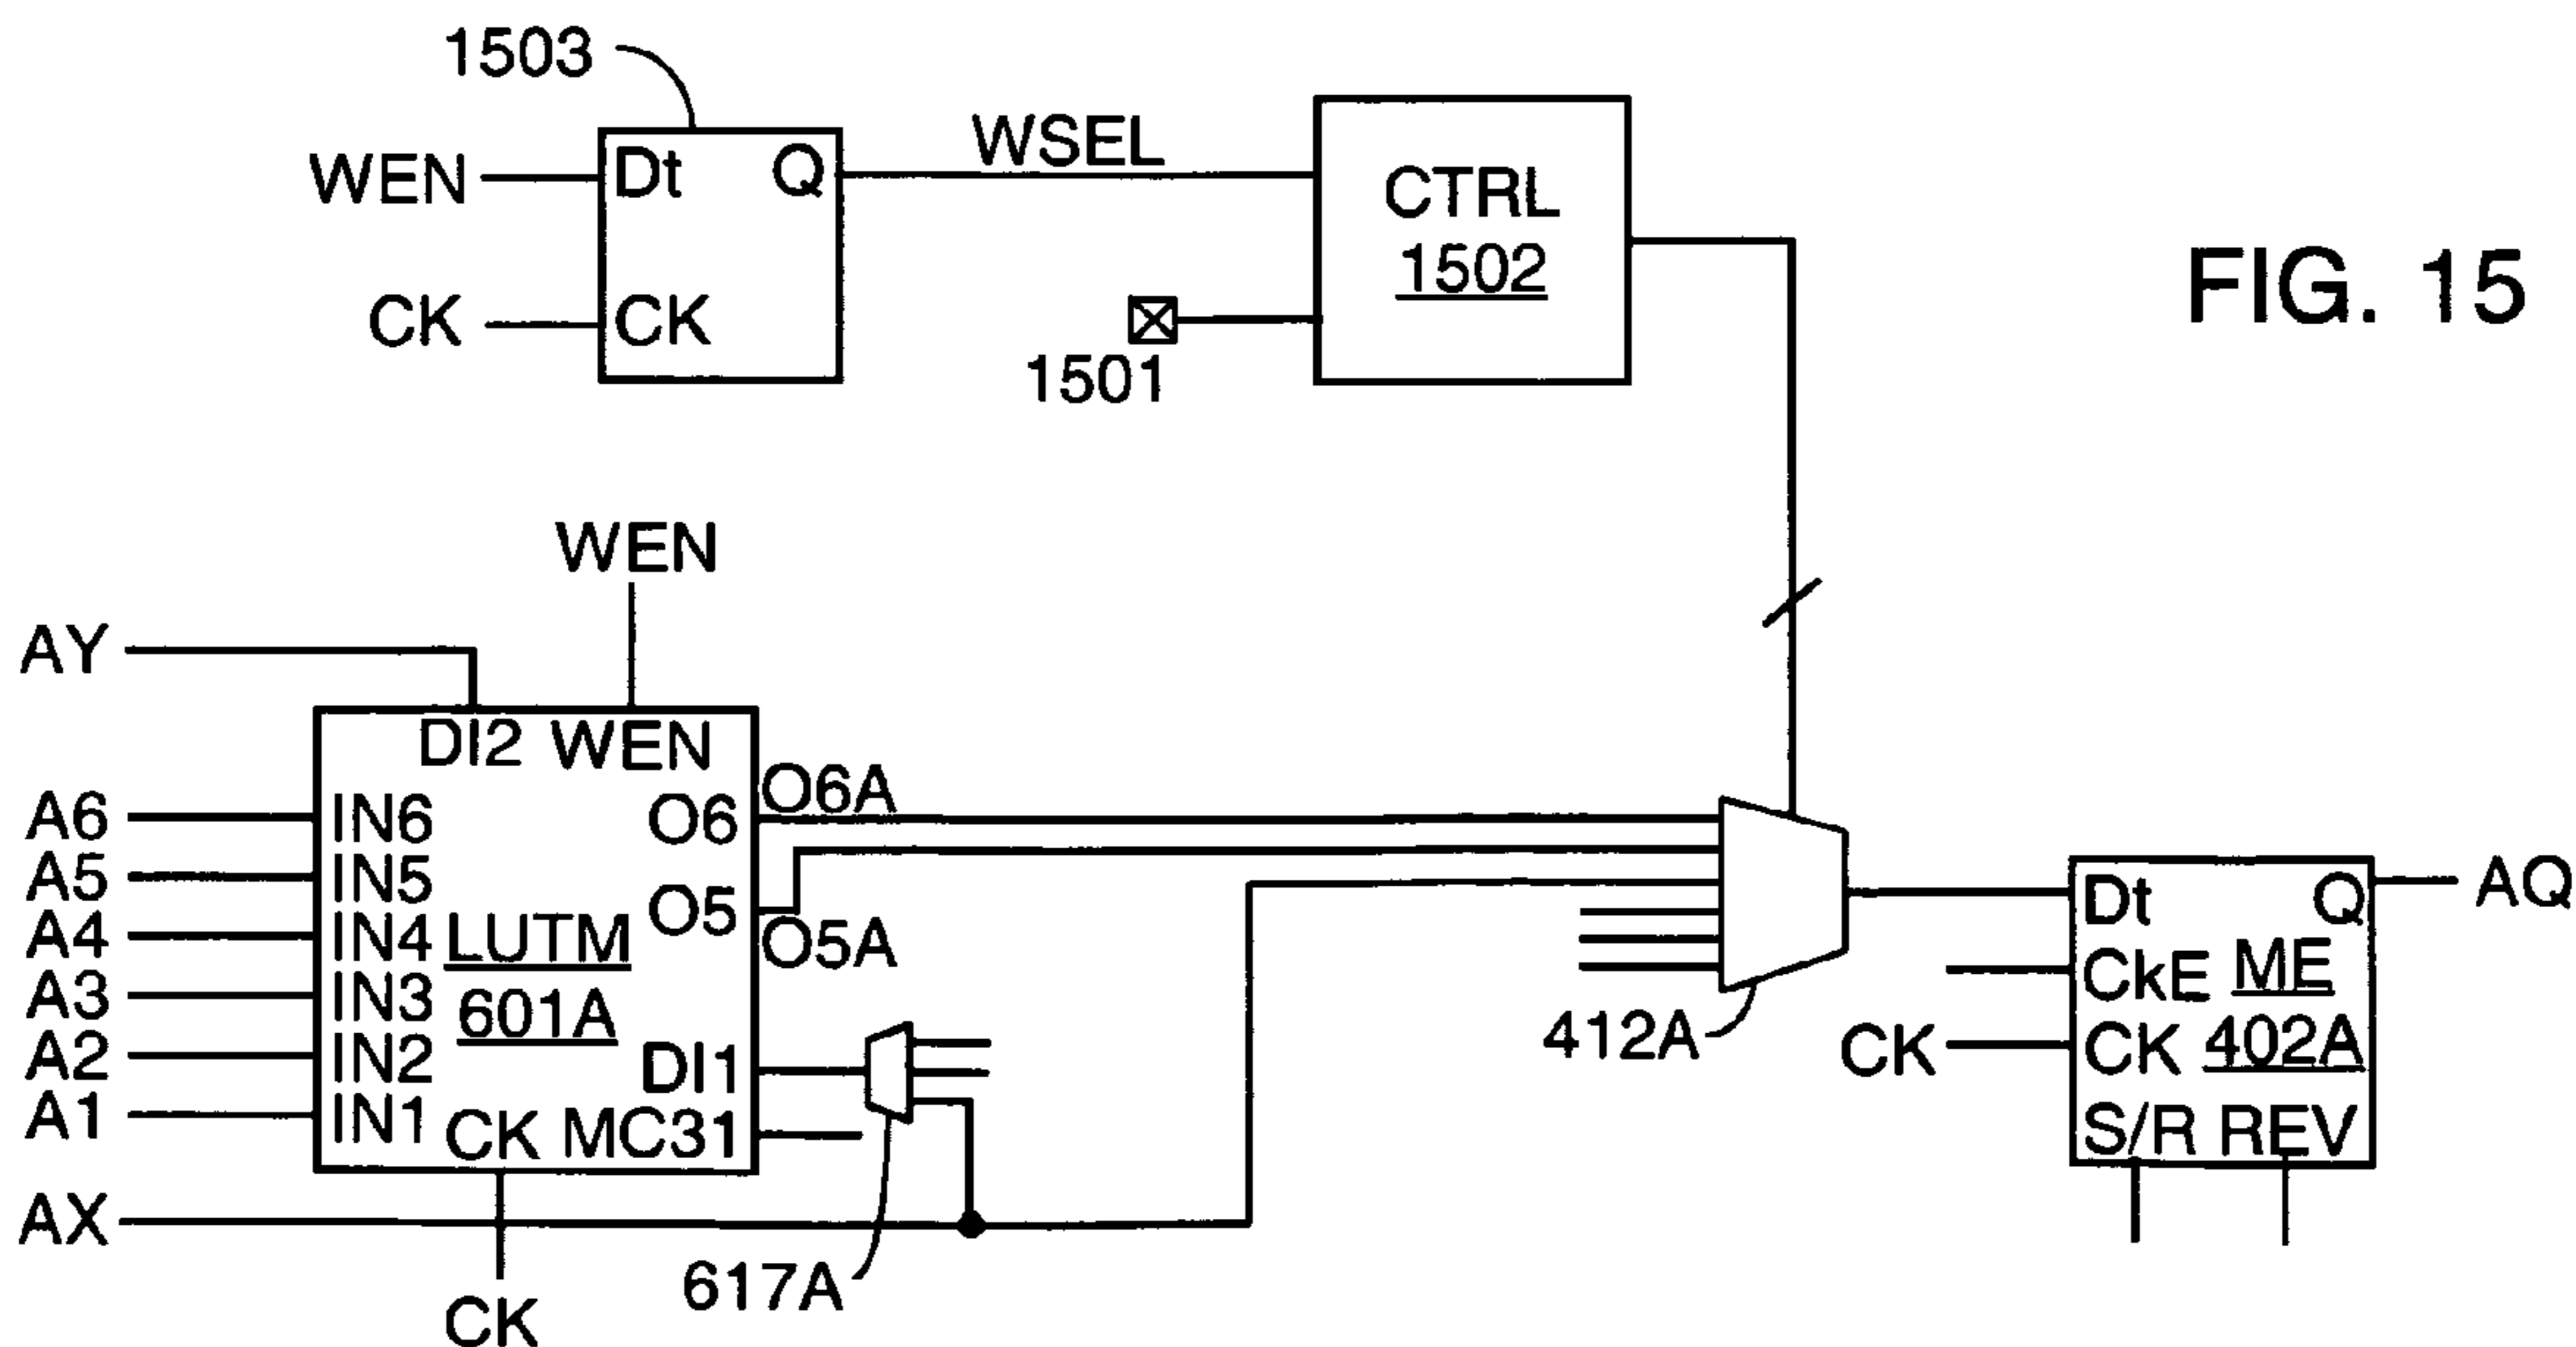 1503
WEN
Dt
Q
WSEL
CTRL
1502
CK
CK
1501
FIG. 15
WEN
AY
DI2
WEN
A6
IN6
O6
O6A
A5
IN5
O5
O5A
A4
IN4
LUTM
601A
A3
IN3
A2
IN2
DI1
A1
IN1
CK
MC31
AX
CK
617A
412A
Dt
Q
AQ
CkE
ME
402A
CK
CK
S/R
REV